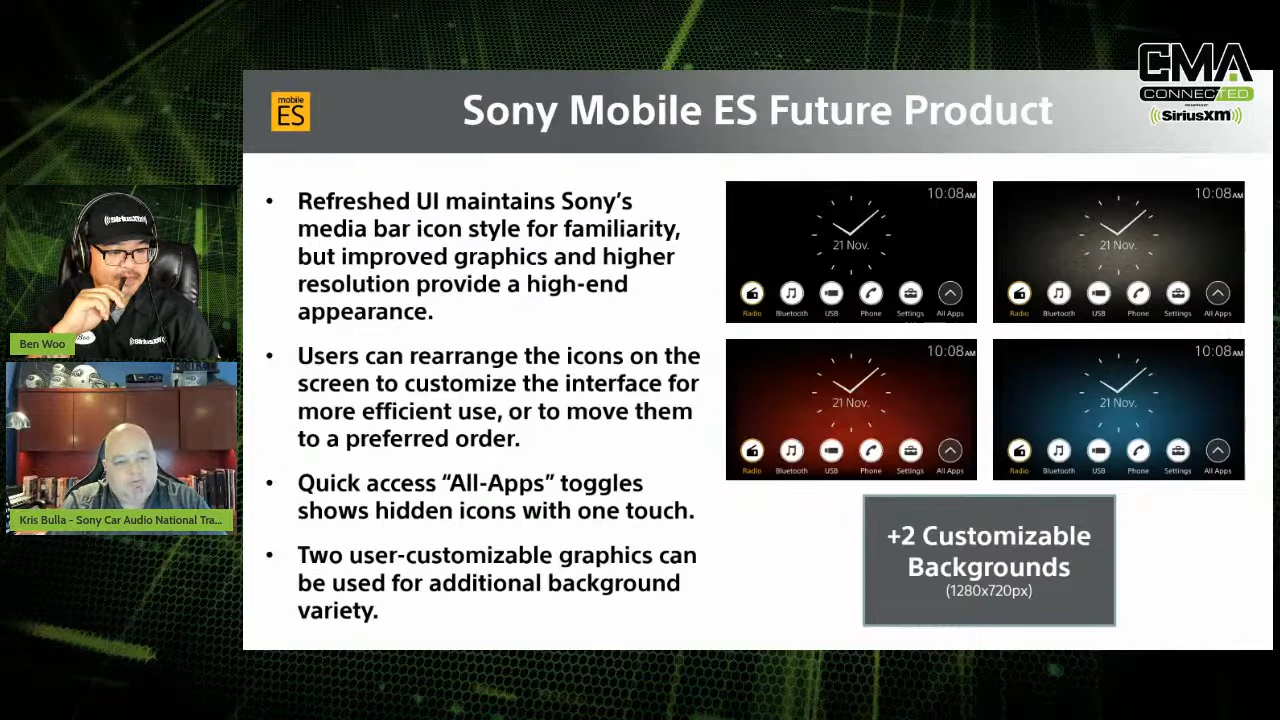 CMA
CONNECTED
SiriusXM
mobile
ES
Sony Mobile ES Future Product
• Refreshed UI maintains Sony's
media bar icon style for familiarity,
but improved graphics and higher
resolution provide a high-end
appearance.
• Users can rearrange the icons on the
screen to customize the interface for
more efficient use, or to move them
to a preferred order.
• Quick access “All-Apps” toggles
shows hidden icons with one touch.
• Two user-customizable graphics can
be used for additional background
variety.
10:08AM
21 Nov.
Radio Bluetooth USB Phone Settings All Apps
10:08AM
21 Nov.
Radio Bluetooth USB Phone Settings All Apps
10:08AM
21 Nov.
Radio Bluetooth USB Phone Settings All Apps
10:08AM
21 Nov.
Radio Bluetooth USB Phone Settings All Apps
+2 Customizable
Backgrounds
(1280x720px)
SiriusXM
Ben Woo
Kris Bulla - Sony Car Audio National Tra...